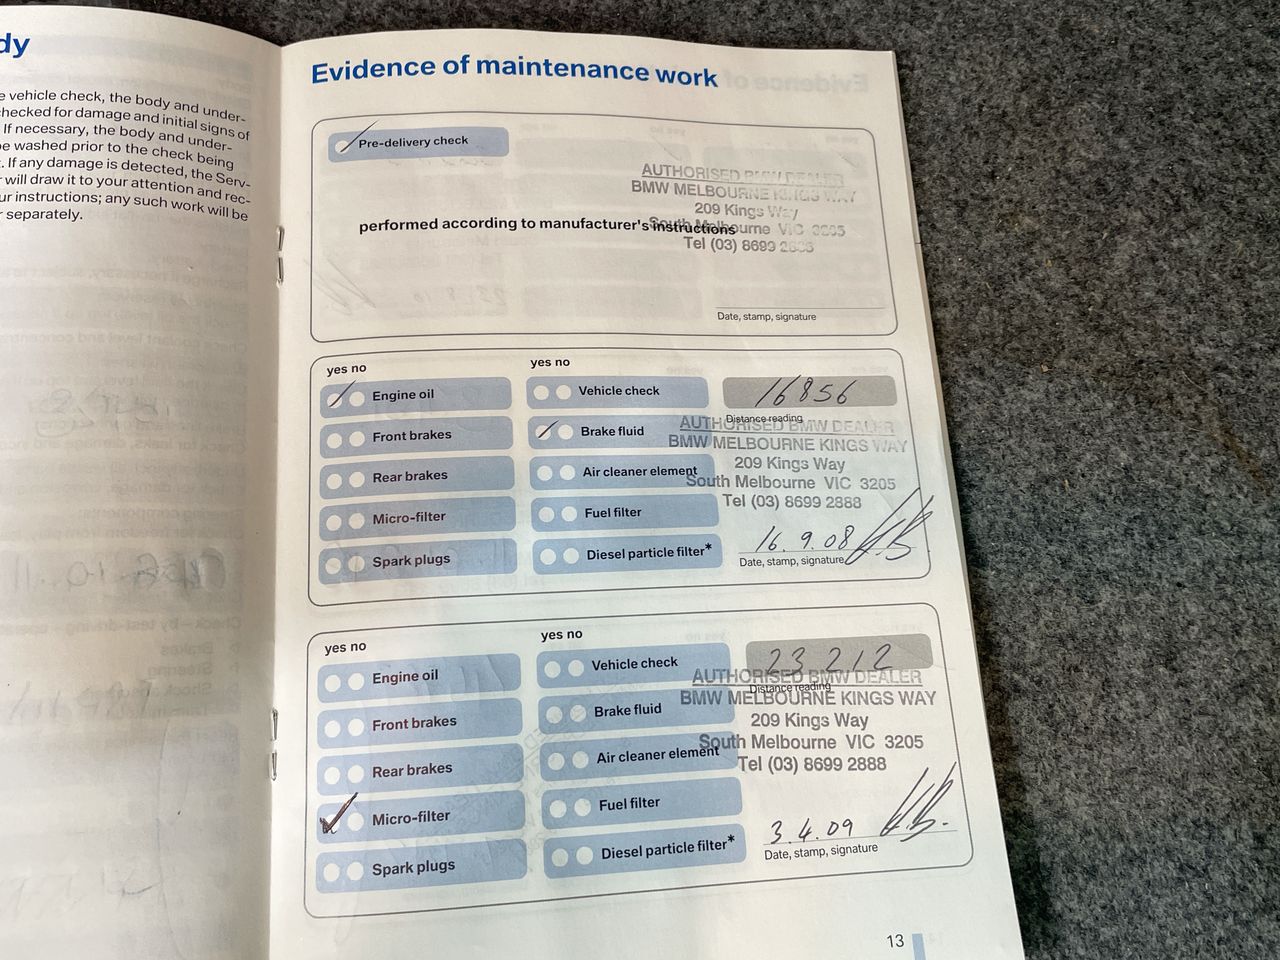 dy
e vehicle check, the body and under-
checked for damage and initial signs of
If necessary, the body and under-
be washed prior to the check being
. If any damage is detected, the Serv-
will draw it to your attention and rec-
ur instructions; any such work will be
separately.
Evidence of maintenance work
Pre-delivery check
AUTHORISED BMW DEALER
BMW MELBOURNE KINGS WAY
209 Kings Way
performed according to manufacturer's instructions
South Melbourne VIC 3205
Tel (03) 8699 2888
Date, stamp, signature
yes no
Engine oil
Front brakes
Rear brakes
Micro-filter
Spark plugs
yes no
Vehicle check
Brake fluid
Air cleaner element
Fuel filter
Diesel particle filter*
16856
Distance reading
AUTHORISED BMW DEALER
BMW MELBOURNE KINGS WAY
209 Kings Way
South Melbourne VIC 3205
Tel (03) 8699 2888
16.9.08
Date, stamp, signature
yes no
Engine oil
Front brakes
Rear brakes
Micro-filter
Spark plugs
yes no
Vehicle check
Brake fluid
Air cleaner element
Fuel filter
Diesel particle filter*
23212
Distance reading
AUTHORISED BMW DEALER
BMW MELBOURNE KINGS WAY
209 Kings Way
South Melbourne VIC 3205
Tel (03) 8699 2888
3.4.09
Date, stamp, signature
13